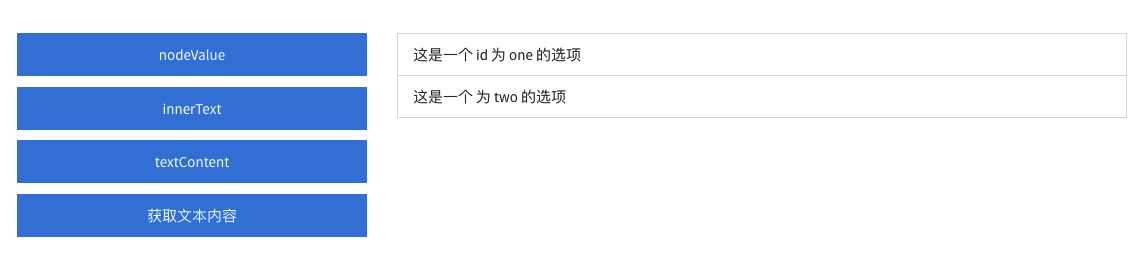 nodeValue
innerText
textContent
获取文本内容
这是一个 id 为 one 的选项
这是一个 为 two 的选项